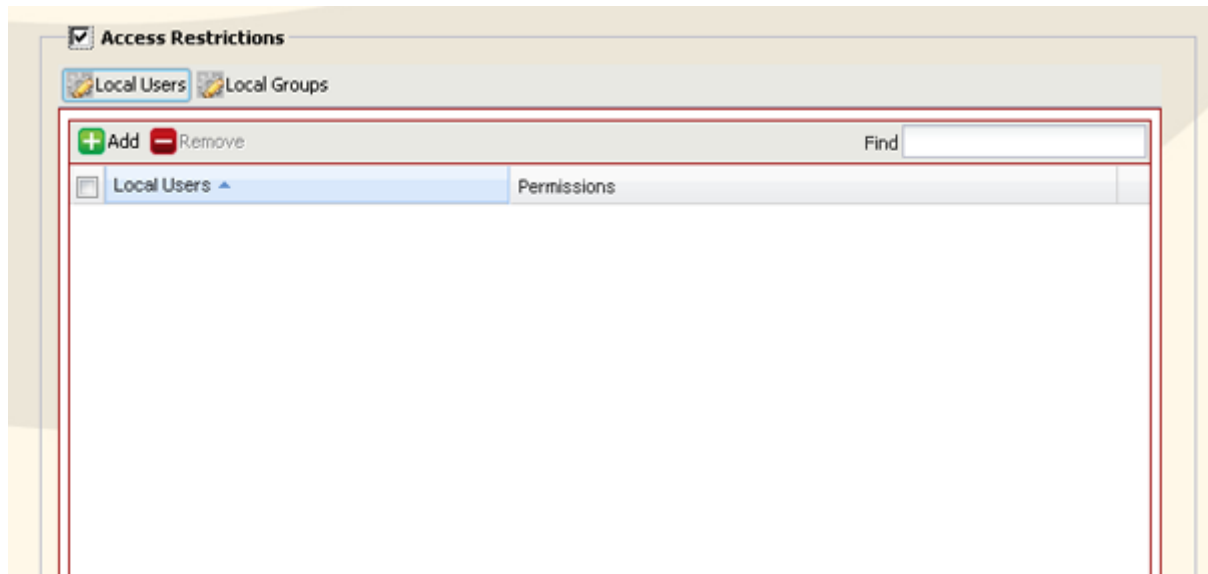 Access Restrictions
Local Users Local Groups
Add Remove Find
Local Users Permissions